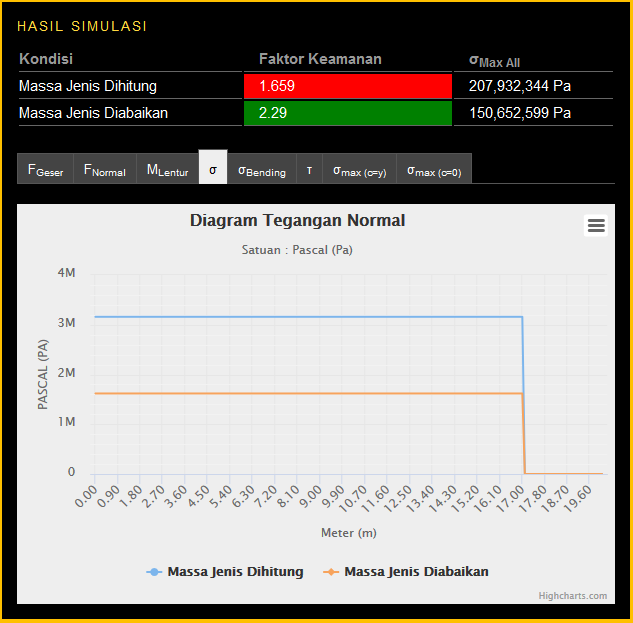 HASIL SIMULASI
Kondisi Faktor Keamanan σMax All
Massa Jenis Dihitung 1.659 207,932,344 Pa
Massa Jenis Diabaikan 2.29 150,652,599 Pa
FGeser FNormal MLentur σ σBending τ σmax (σ=y) σmax (σ=0)
Diagram Tegangan Normal
Satuan : Pascal (Pa)
PASCAL (PA)
4M
3M
2M
1M
0
0.00 0.90 1.80 2.70 3.60 4.50 5.40 6.30 7.20 8.10 9.00 9.90 10.70 11.60 12.50 13.40 14.30 15.20 16.10 17.00 17.80 18.70 19.60
Meter (m)
Massa Jenis Dihitung Massa Jenis Diabaikan
Highcharts.com